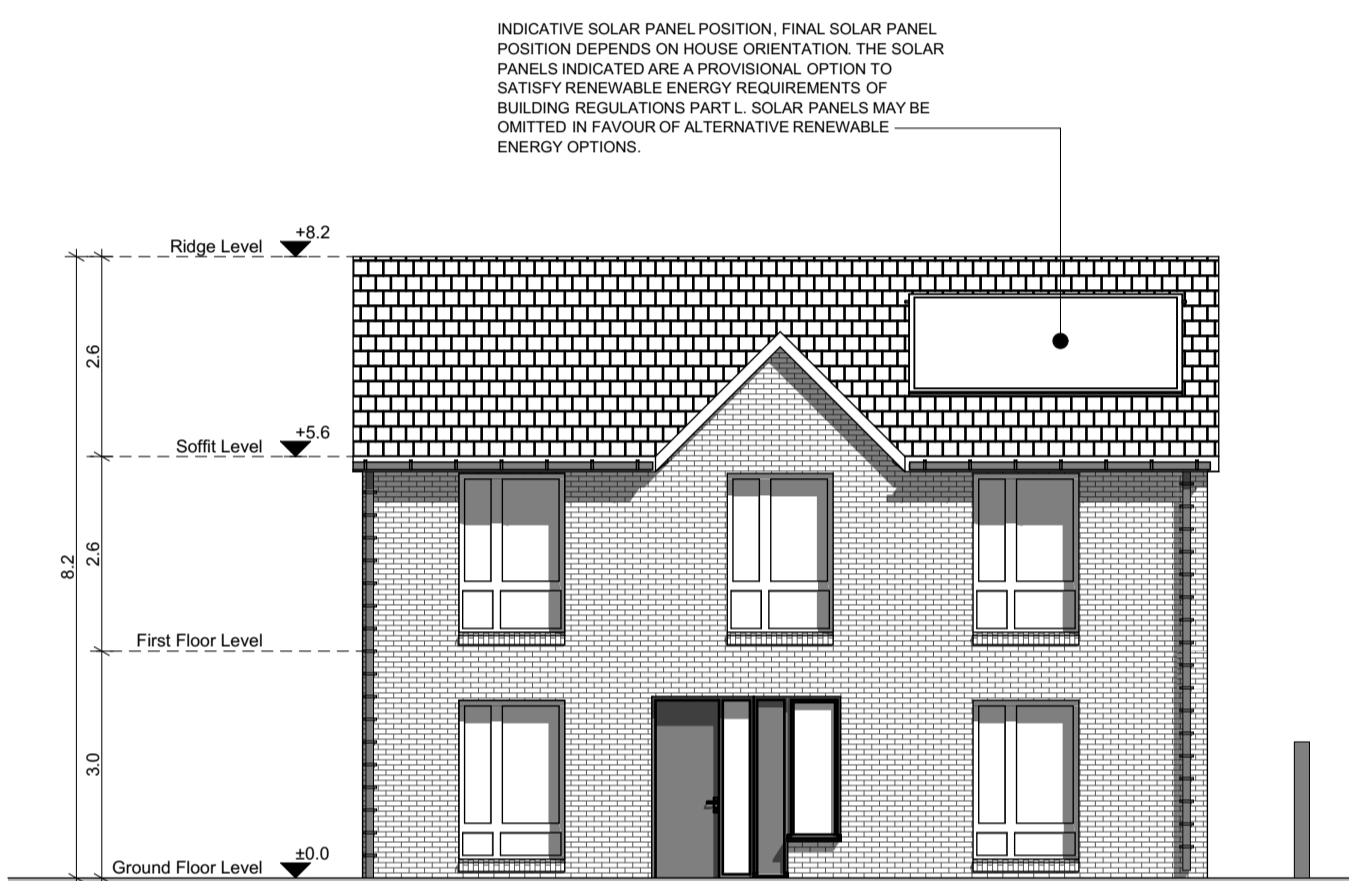 INDICATIVE SOLAR PANEL POSITION, FINAL SOLAR PANEL
POSITION DEPENDS ON HOUSE ORIENTATION. THE SOLAR
PANELS INDICATED ARE A PROVISIONAL OPTION TO
SATISFY RENEWABLE ENERGY REQUIREMENTS OF
BUILDING REGULATIONS PART L. SOLAR PANELS MAY BE
OMITTED IN FAVOUR OF ALTERNATIVE RENEWABLE
ENERGY OPTIONS.
Ridge Level +8.2
2.6
Soffit Level +5.6
2.6
8.2
First Floor Level
3.0
Ground Floor Level ±0.0